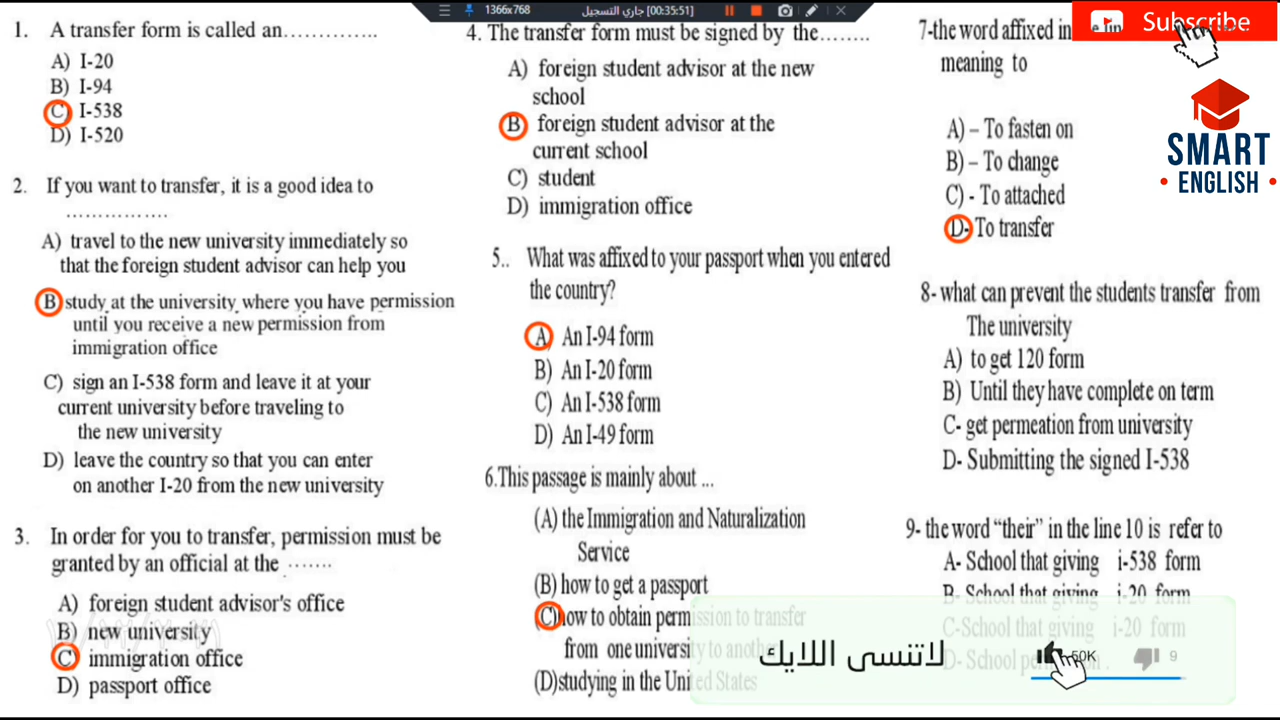 1366x768
جاري التسجيل [00:35:51]
1. A transfer form is called an…………..
A) I-20
B) I-94
C) I-538
D) I-520
2. If you want to transfer, it is a good idea to
…………….
A) travel to the new university immediately so
that the foreign student advisor can help you
B study at the university where you have permission
until you receive a new permission from
immigration office
C) sign an I-538 form and leave it at your
current university before traveling to
the new university
D) leave the country so that you can enter
on another I-20 from the new university
3. In order for you to transfer, permission must be
granted by an official at the …….
A) foreign student advisor's office
B) new university
C immigration office
D) passport office
4. The transfer form must be signed by the……..
A) foreign student advisor at the new
school
B foreign student advisor at the
current school
C) student
D) immigration office
5.. What was affixed to your passport when you entered
the country?
A) An I-94 form
B) An I-20 form
C) An I-538 form
D) An I-49 form
6.This passage is mainly about ...
(A) the Immigration and Naturalization
Service
(B) how to get a passport
(C)how to obtain permission to transfer
from one university to another
(D)studying in the United States
7-the word affixed in
meaning to
A) – To fasten on
B) – To change
C) - To attached
D- To transfer
8- what can prevent the students transfer from
The university
A) to get 120 form
B) Until they have complete on term
C- get permeation from university
D- Submitting the signed I-538
9- the word “their” in the line 10 is refer to
A- School that giving i-538 form
B- School that giving i-20 form
C-School that giving i-20 form
D- School
Subscribe
SMART
• ENGLISH •
لاتنسى اللايك
50K
9